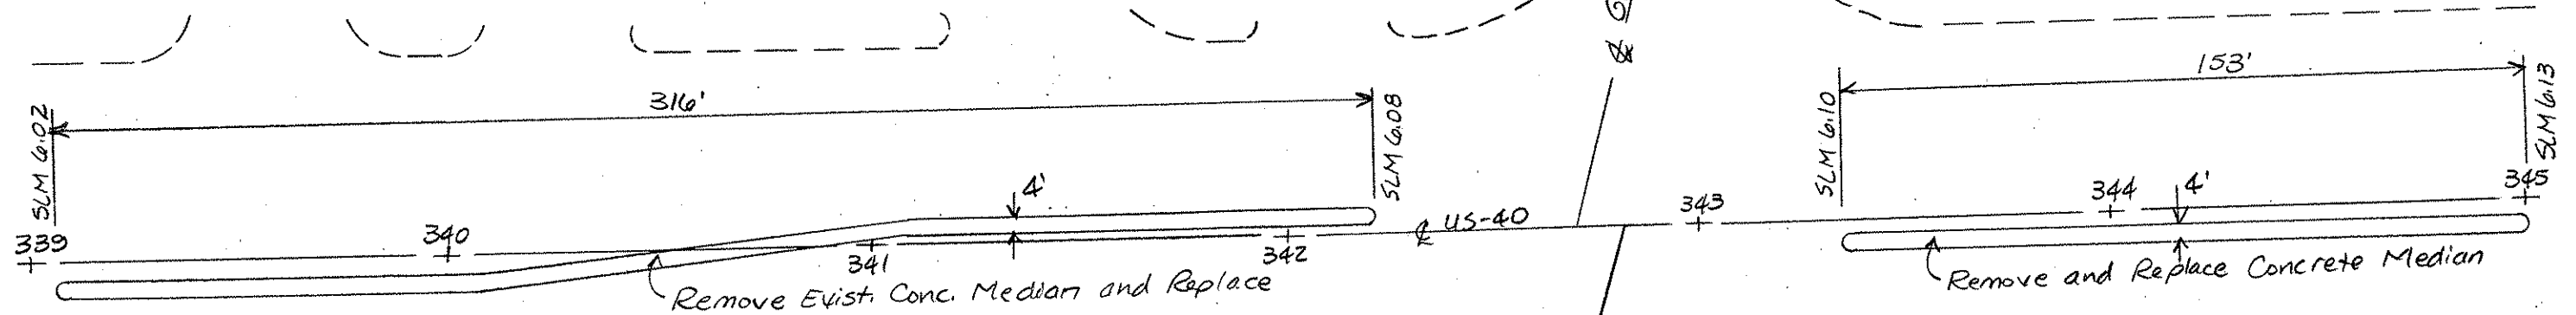 316'
153'
SLM 6.02
SLM 6.08
SLM 6.10
SLM 6.13
4'
4'
339
340
341
342
℄ US-40
343
344
345
Remove Exist. Conc. Median and Replace
Remove and Replace Concrete Median